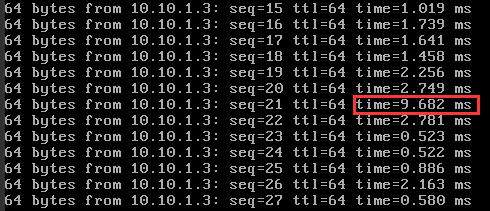 64 bytes from 10.10.1.3: seq=15 ttl=64 time=1.019 ms
64 bytes from 10.10.1.3: seq=16 ttl=64 time=1.739 ms
64 bytes from 10.10.1.3: seq=17 ttl=64 time=1.641 ms
64 bytes from 10.10.1.3: seq=18 ttl=64 time=1.458 ms
64 bytes from 10.10.1.3: seq=19 ttl=64 time=2.256 ms
64 bytes from 10.10.1.3: seq=20 ttl=64 time=2.749 ms
64 bytes from 10.10.1.3: seq=21 ttl=64 time=9.682 ms
64 bytes from 10.10.1.3: seq=22 ttl=64 time=2.781 ms
64 bytes from 10.10.1.3: seq=23 ttl=64 time=0.523 ms
64 bytes from 10.10.1.3: seq=24 ttl=64 time=0.522 ms
64 bytes from 10.10.1.3: seq=25 ttl=64 time=0.886 ms
64 bytes from 10.10.1.3: seq=26 ttl=64 time=2.163 ms
64 bytes from 10.10.1.3: seq=27 ttl=64 time=0.580 ms